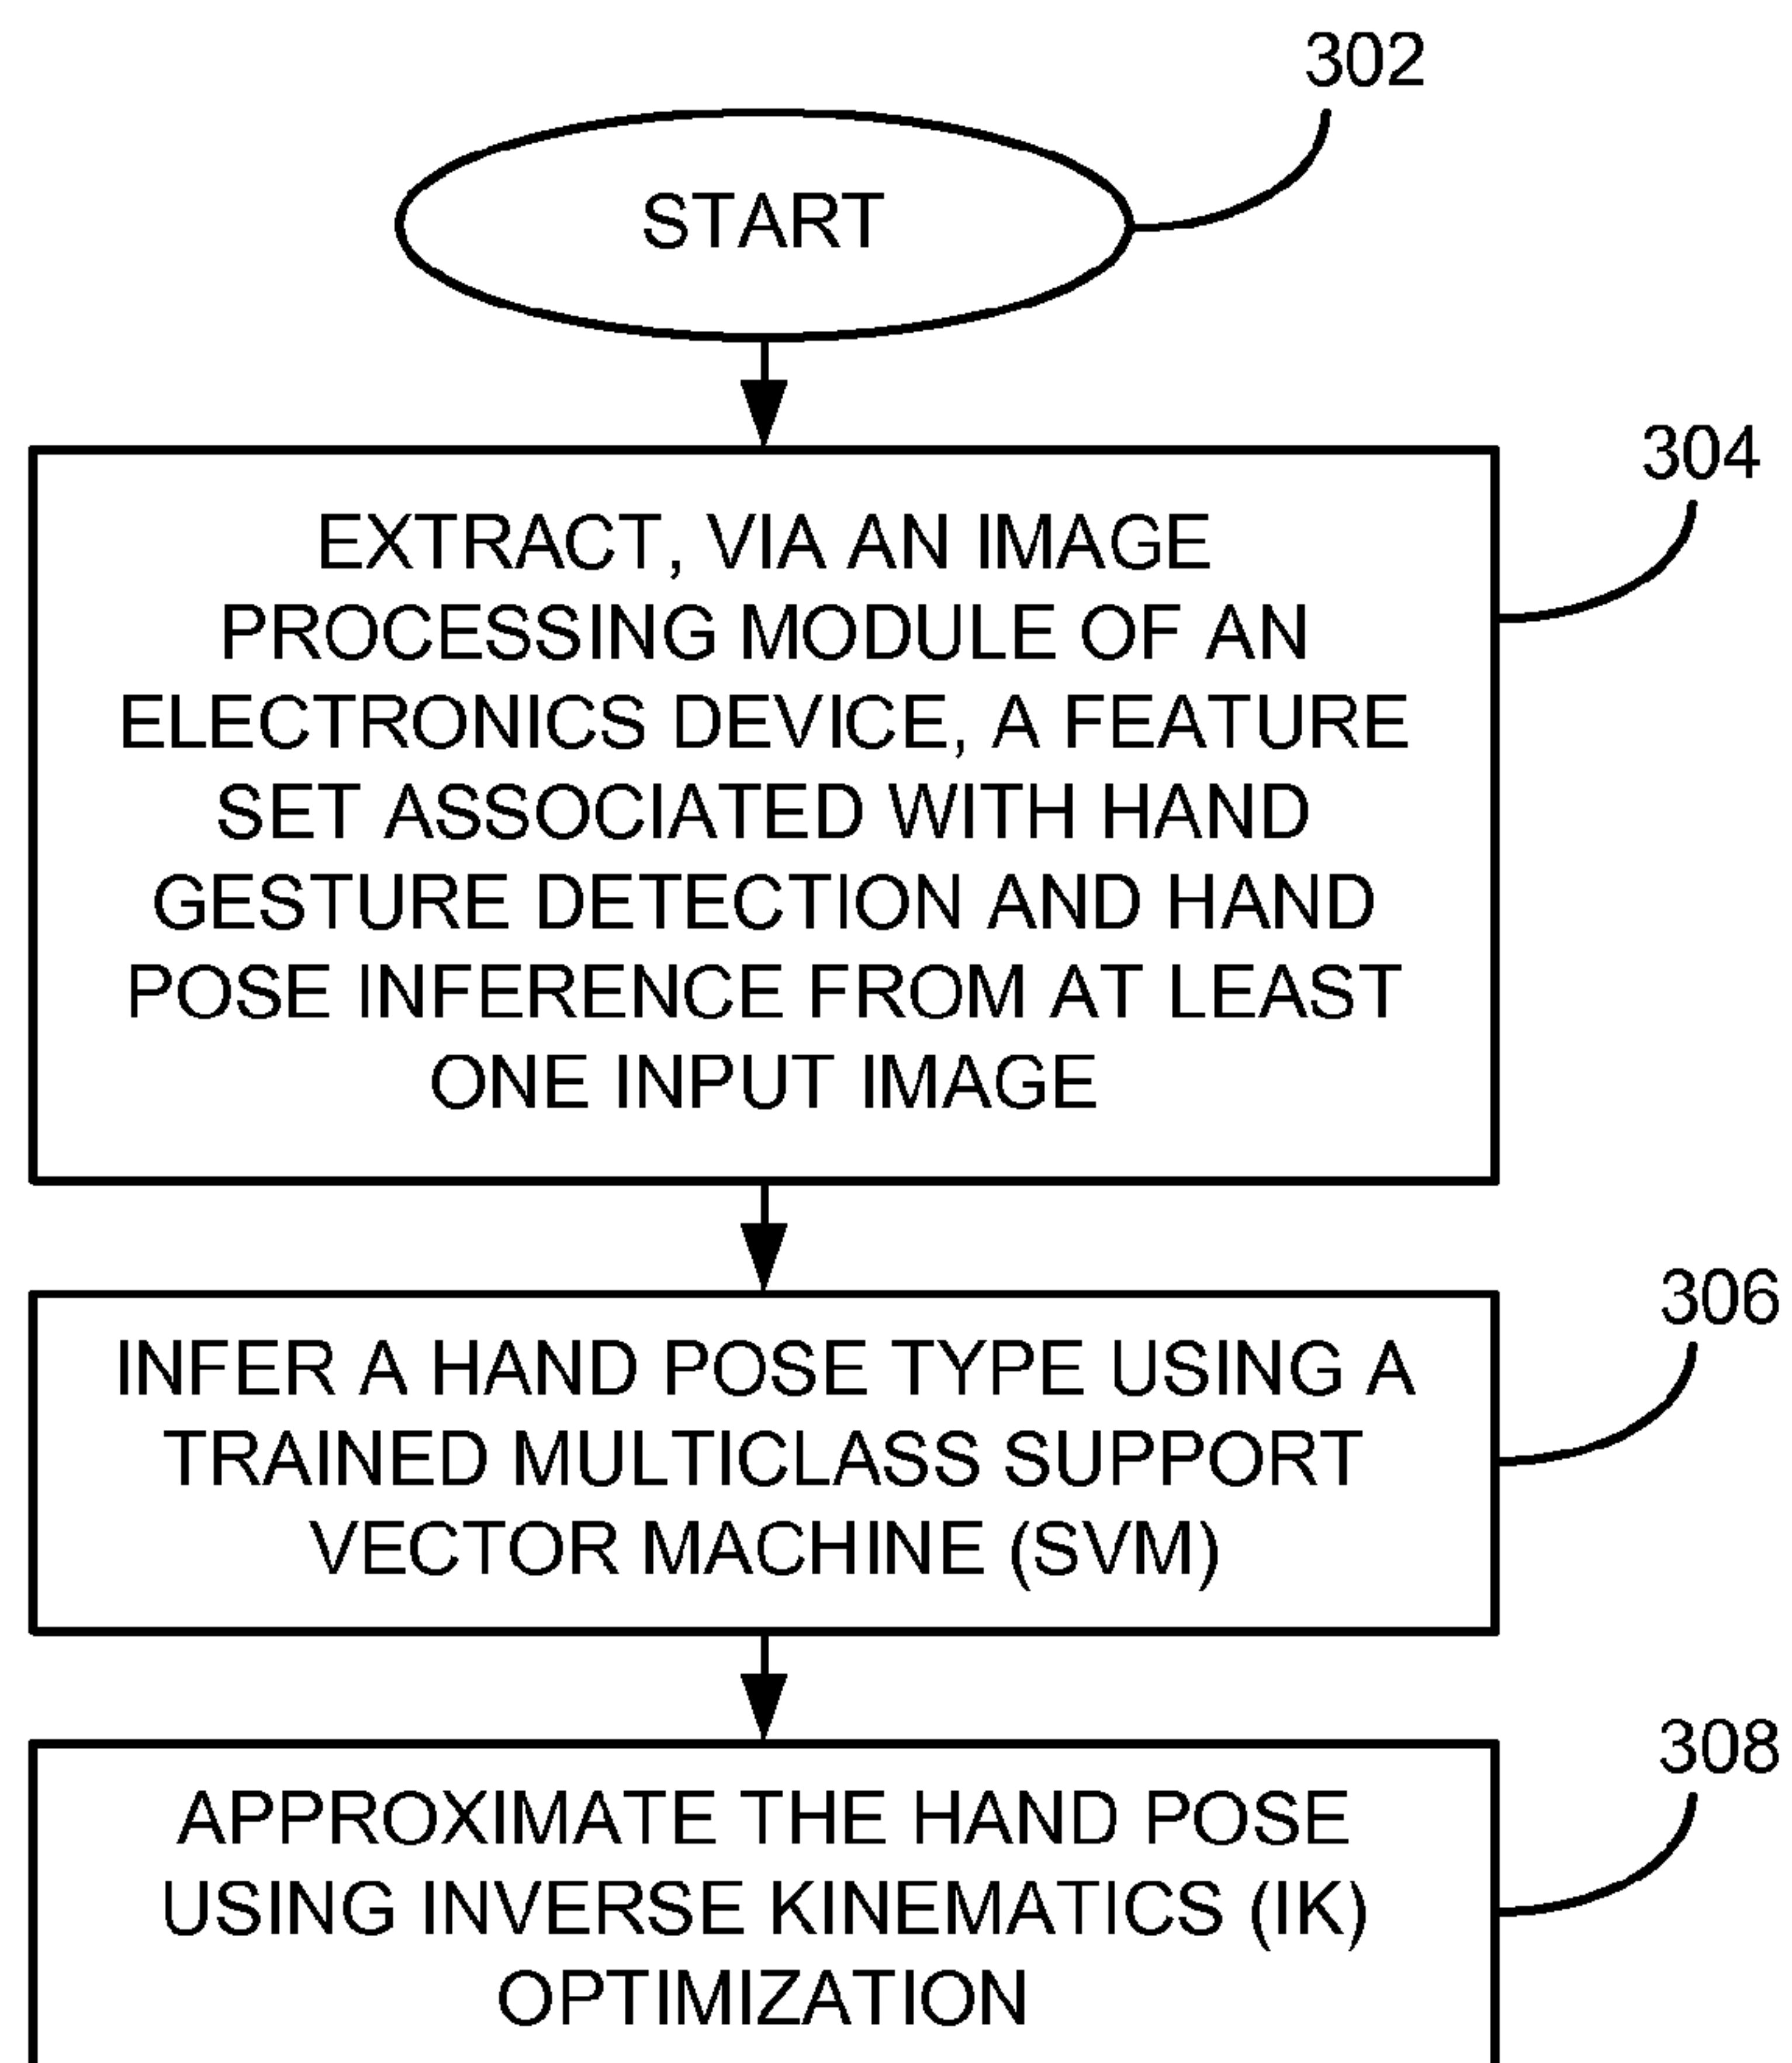 302
START
304
EXTRACT, VIA AN IMAGE
PROCESSING MODULE OF AN
ELECTRONICS DEVICE, A FEATURE
SET ASSOCIATED WITH HAND
GESTURE DETECTION AND HAND
POSE INFERENCE FROM AT LEAST
ONE INPUT IMAGE
306
INFER A HAND POSE TYPE USING A
TRAINED MULTICLASS SUPPORT
VECTOR MACHINE (SVM)
308
APPROXIMATE THE HAND POSE
USING INVERSE KINEMATICS (IK)
OPTIMIZATION